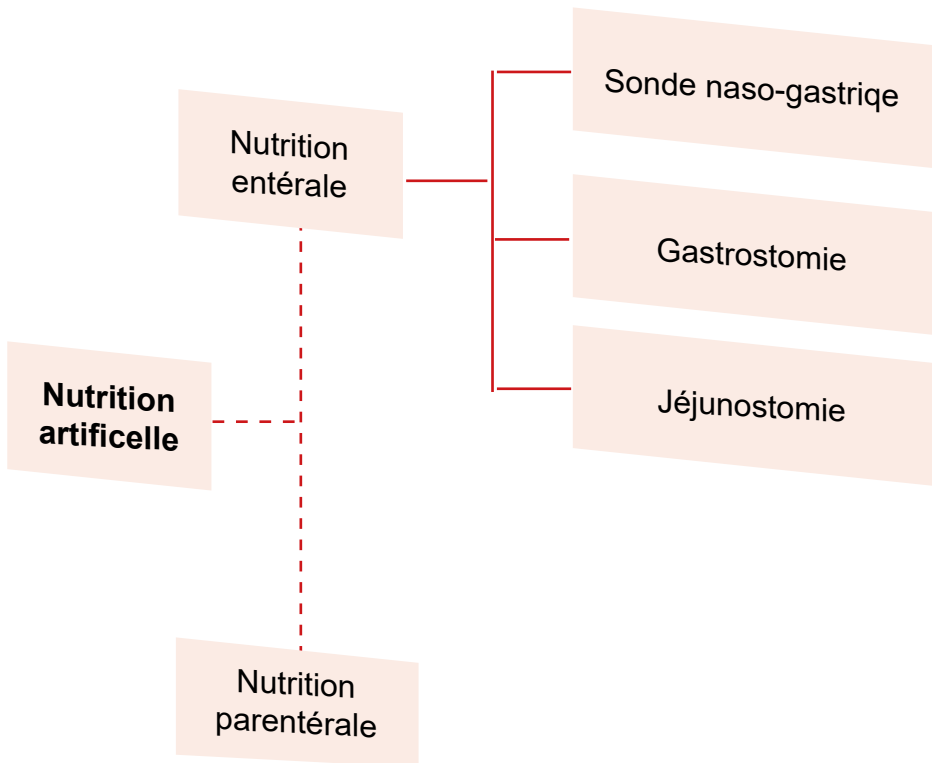 Sonde naso-gastriqe
Nutrition
entérale
Gastrostomie
Nutrition
artificelle
Jéjunostomie
Nutrition
parentérale